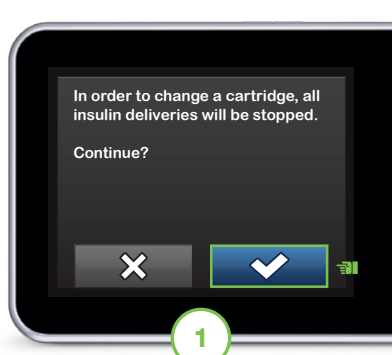 In order to change a cartridge, all
insulin deliveries will be stopped.
Continue?
1